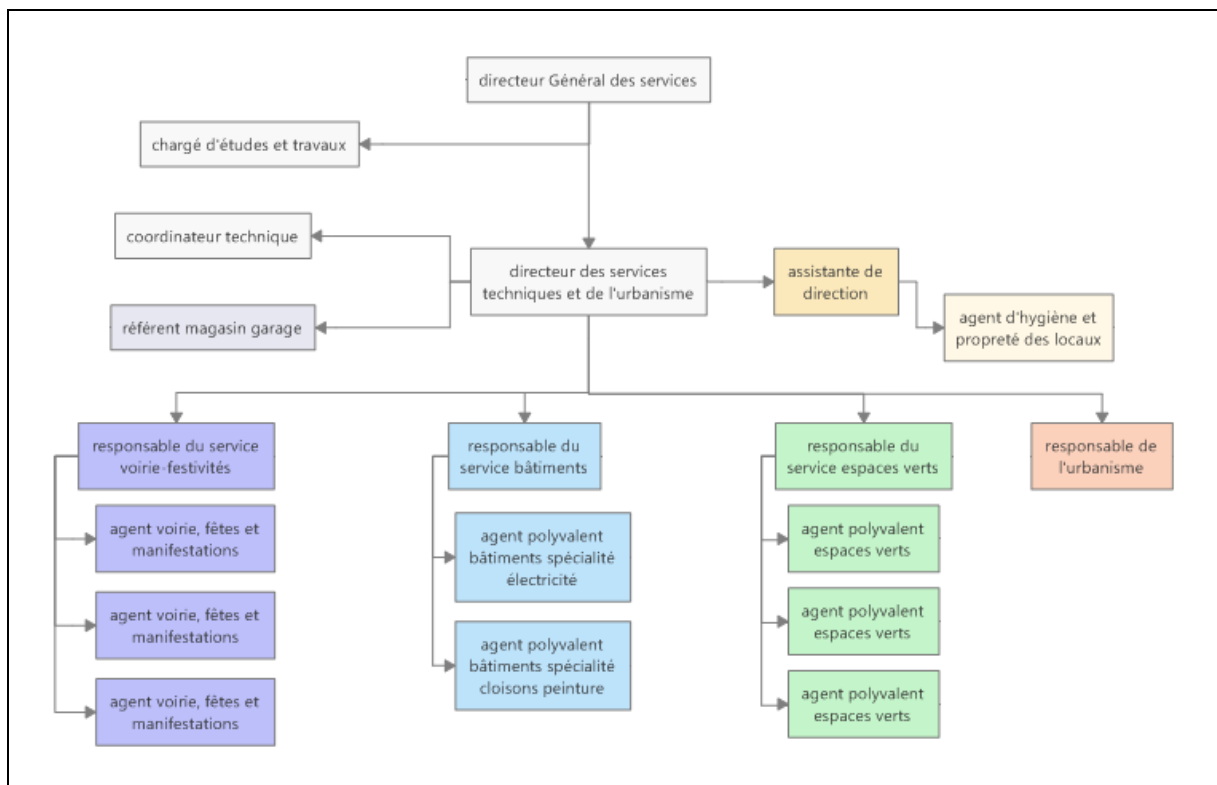 directeur Général des services
chargé d'études et travaux
coordinateur technique
directeur des services
techniques et de l'urbanisme
assistante de
direction
référent magasin garage
agent d'hygiène et
propreté des locaux
responsable du service
voirie-festivités
responsable du
service bâtiments
responsable du
service espaces verts
responsable de
l'urbanisme
agent voirie, fêtes et
manifestations
agent polyvalent
bâtiments spécialité
électricité
agent polyvalent
espaces verts
agent voirie, fêtes et
manifestations
agent polyvalent
bâtiments spécialité
cloisons peinture
agent polyvalent
espaces verts
agent voirie, fêtes et
manifestations
agent polyvalent
espaces verts